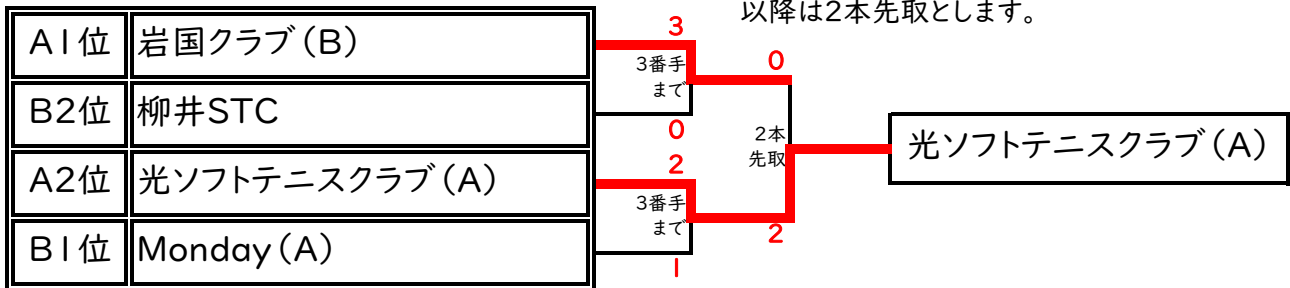 以降は2本先取とします。
A1位 岩国クラブ(B)
3
3番手
まで
0
B2位 柳井STC
0
2本
先取
光ソフトテニスクラブ(A)
A2位 光ソフトテニスクラブ(A)
2
3番手
まで
2
B1位 Monday(A)
1